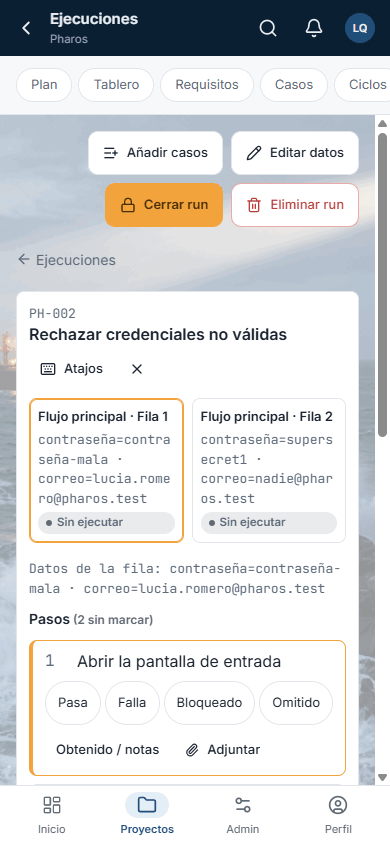 Ejecuciones
Pharos
LQ
Plan
Tablero
Requisitos
Casos
Ciclos
Añadir casos
Editar datos
Cerrar run
Eliminar run
Ejecuciones
PH-002
Rechazar credenciales no válidas
Atajos
Flujo principal · Fila 1
contraseña=contra
seña-mala ·
correo=lucia.rome
ro@pharos.test
Sin ejecutar
Flujo principal · Fila 2
contraseña=supers
ecret1 ·
correo=nadie@phar
os.test
Sin ejecutar
Datos de la fila: contraseña=contraseña-
mala · correo=lucia.romero@pharos.test
Pasos (2 sin marcar)
1 Abrir la pantalla de entrada
Pasa
Falla
Bloqueado
Omitido
Obtenido / notas
Adjuntar
Inicio
Proyectos
Admin
Perfil